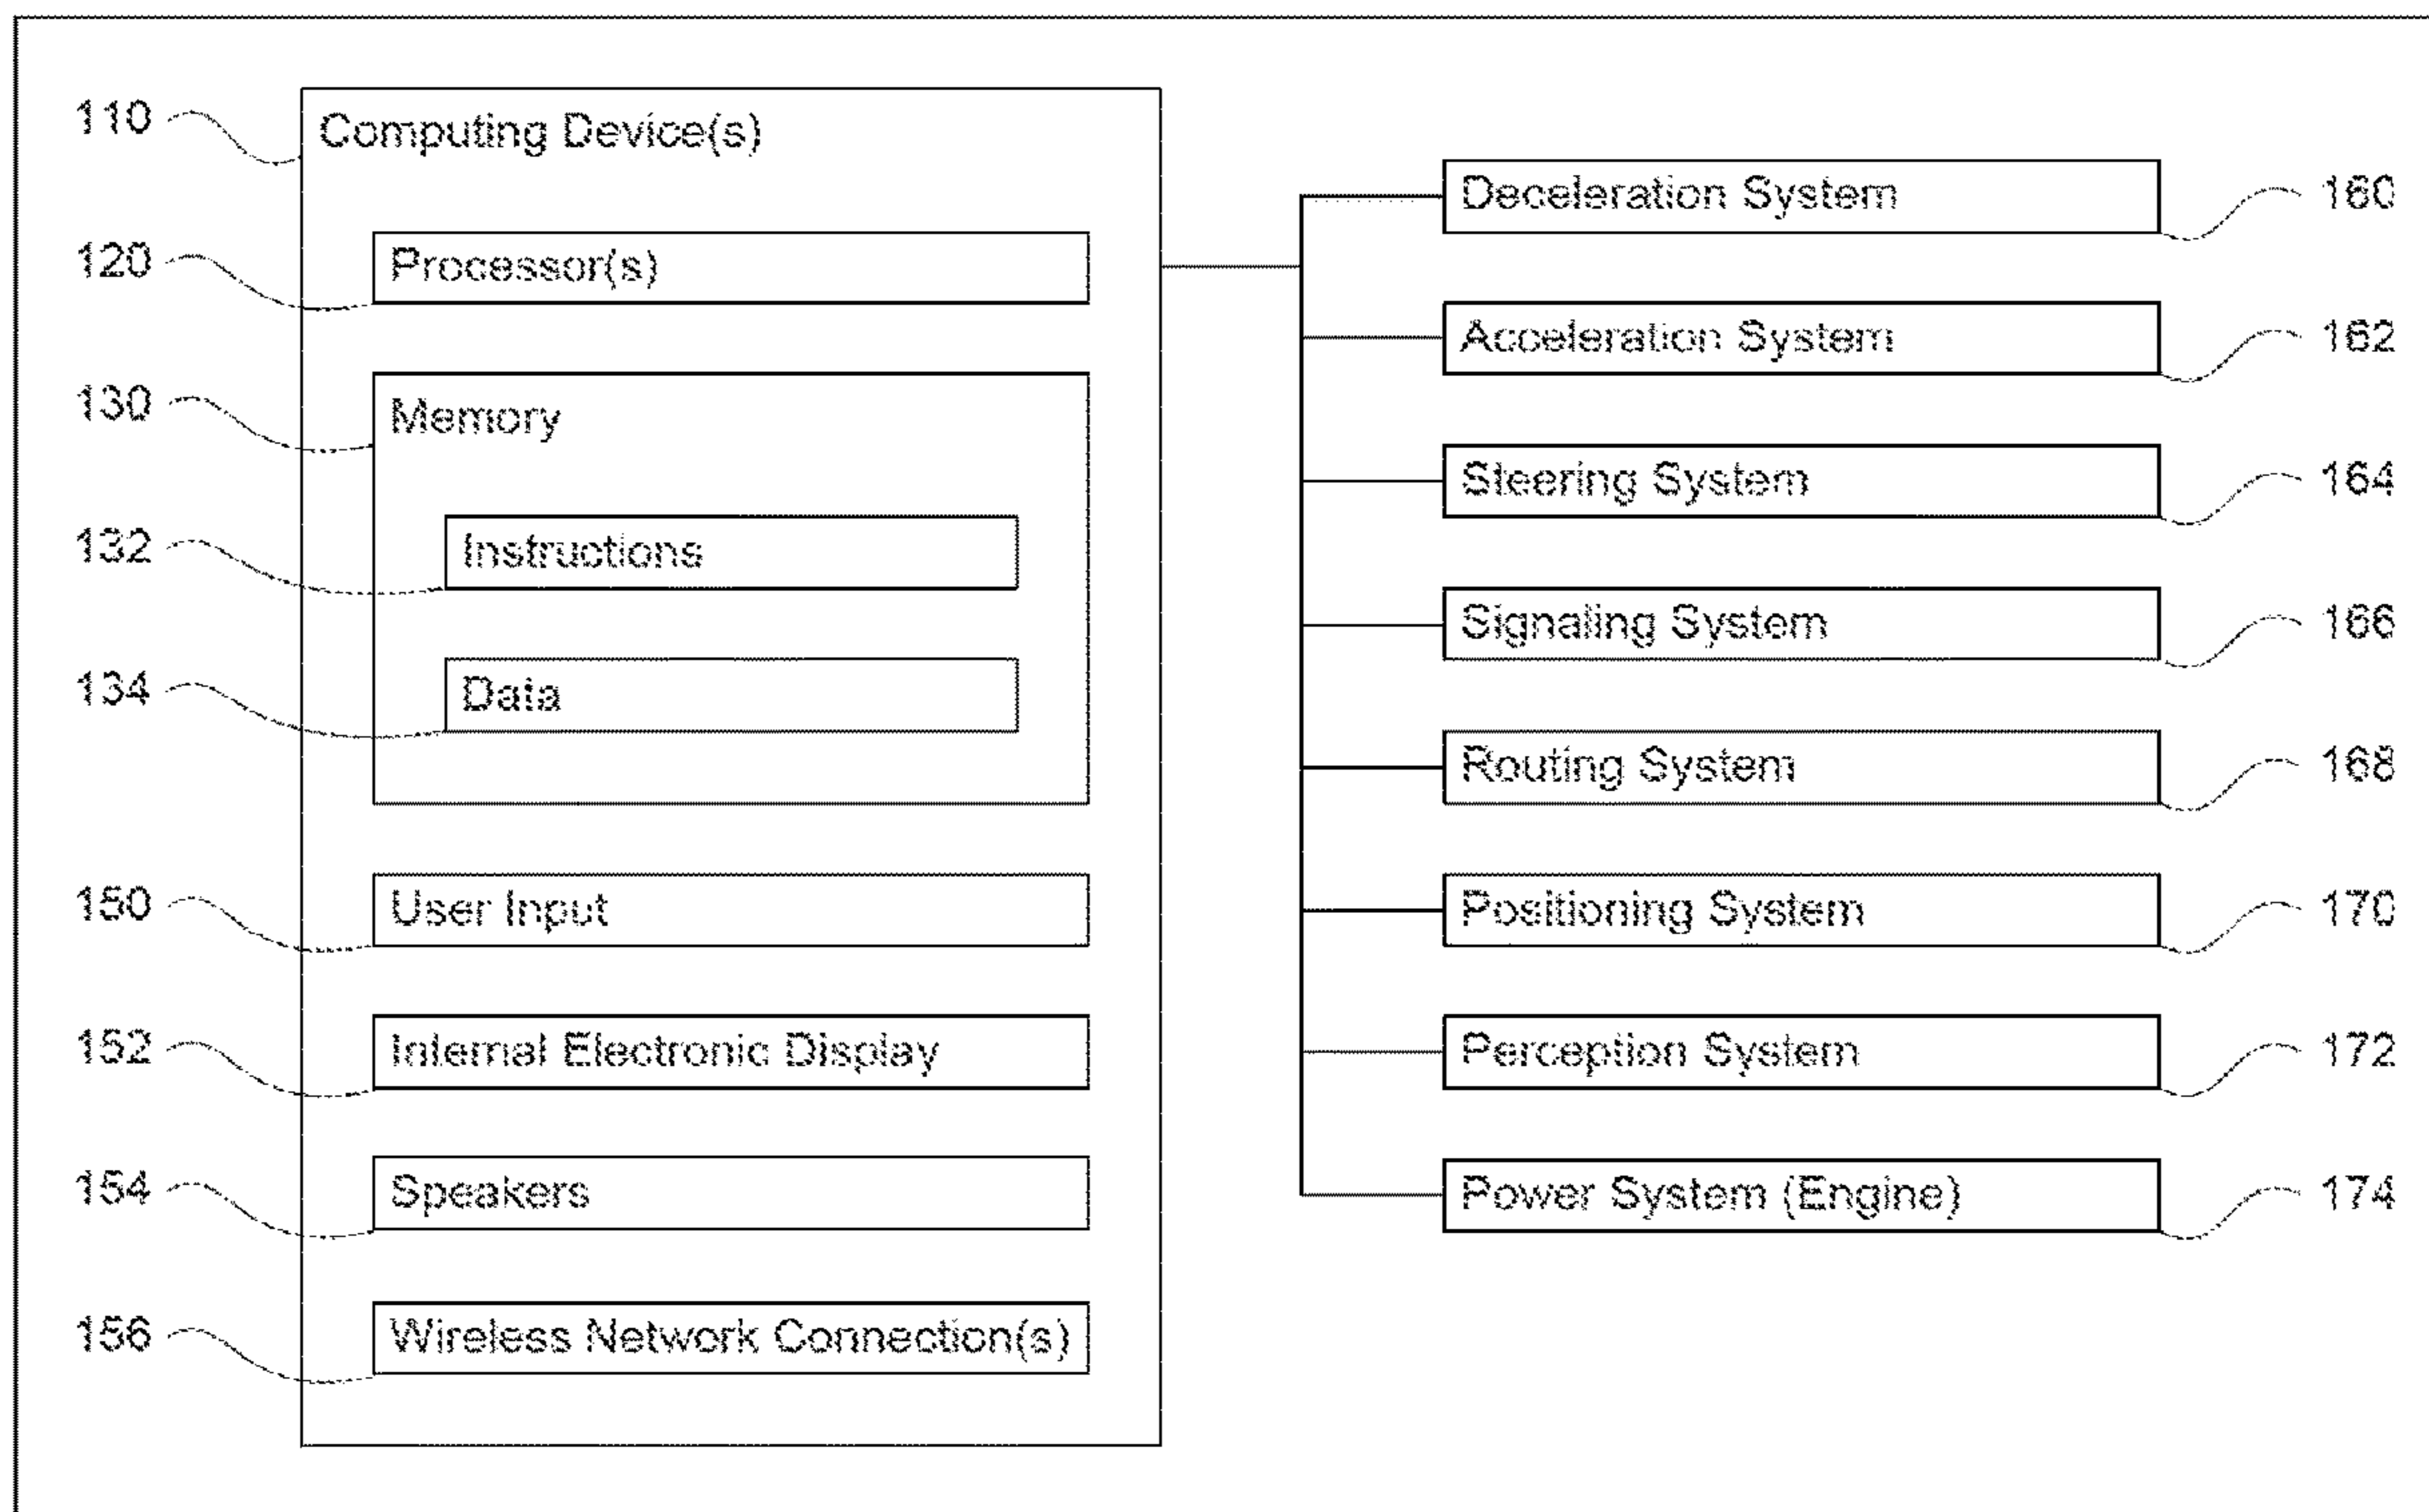 110 Computing Device(s)
120 Processor(s)
130 Memory
132 Instructions
134 Data
150 User Input
152 Internal Electronic Display
154 Speakers
156 Wireless Network Connection(s)
Deceleration System 160
Acceleration System 162
Steering System 164
Signaling System 166
Routing System 168
Positioning System 170
Perception System 172
Power System (Engine) 174